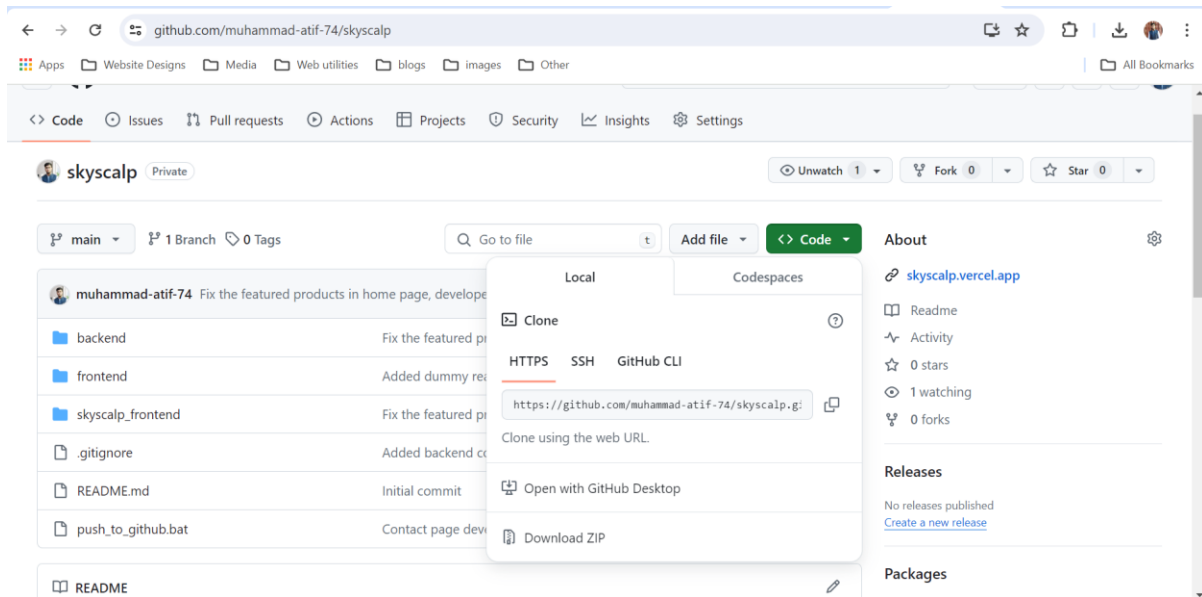 github.com/muhammad-atif-74/skyscalp
Apps Website Designs Media Web utilities blogs images Other All Bookmarks
Code Issues Pull requests Actions Projects Security Insights Settings
skyscalp Private Unwatch 1 Fork 0 Star 0
main 1 Branch 0 Tags Go to file t Add file Code About
Local Codespaces
skyscalp.vercel.app
muhammad-atif-74 Fix the featured products in home page, develope
Readme
Clone
backend Fix the featured pr
Activity
HTTPS SSH GitHub CLI
0 stars
frontend Added dummy rea
1 watching
https://github.com/muhammad-atif-74/skyscalp.gi
skyscalp_frontend Fix the featured pr
0 forks
Clone using the web URL.
.gitignore Added backend co
Releases
README.md Initial commit
Open with GitHub Desktop
No releases published
Create a new release
push_to_github.bat Contact page deve
Download ZIP
Packages
README